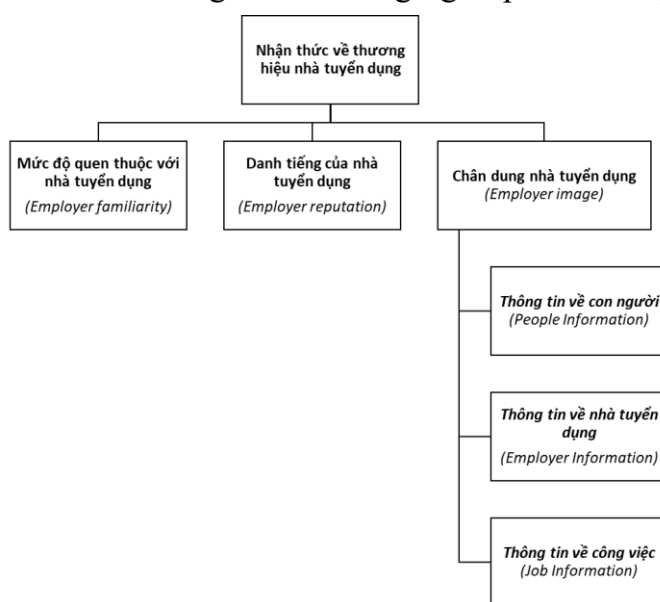 Nhận thức về thương
hiệu nhà tuyển dụng
Mức độ quen thuộc với
nhà tuyển dụng
(Employer familiarity)
Danh tiếng của nhà
tuyển dụng
(Employer reputation)
Chân dung nhà tuyển dụng
(Employer image)
Thông tin về con người
(People Information)
Thông tin về nhà tuyển
dụng
(Employer Information)
Thông tin về công việc
(Job Information)